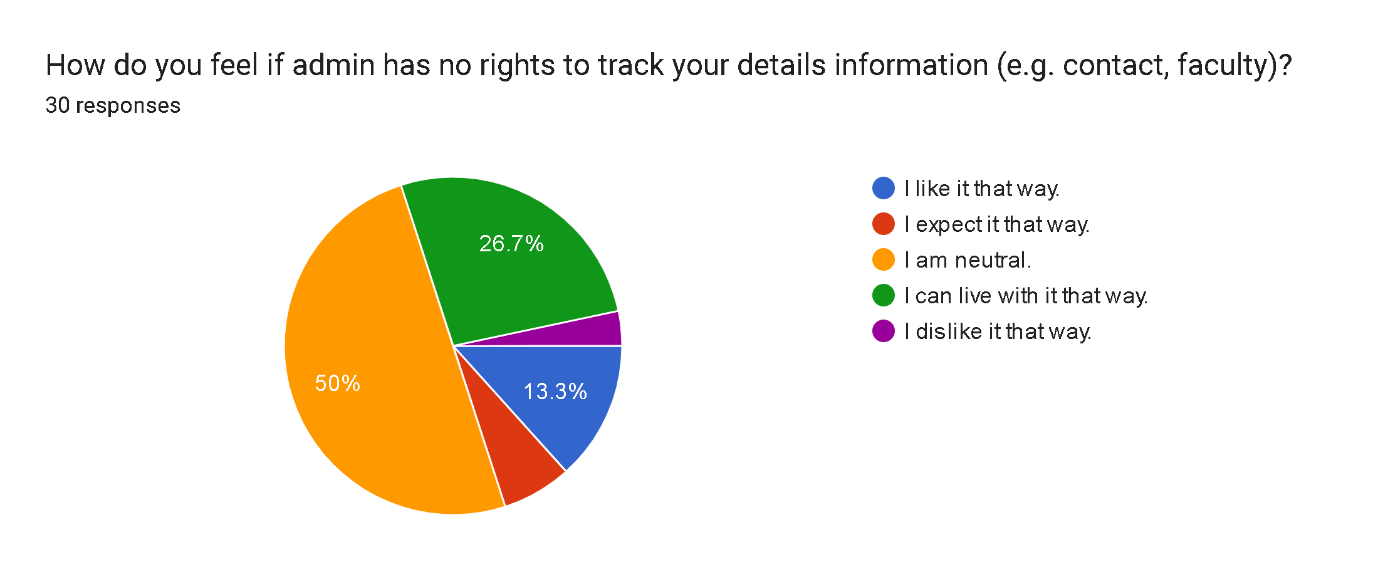 How do you feel if admin has no rights to track your details information (e.g. contact, faculty)?
30 responses
26.7%
50%
13.3%
I like it that way.
I expect it that way.
I am neutral.
I can live with it that way.
I dislike it that way.